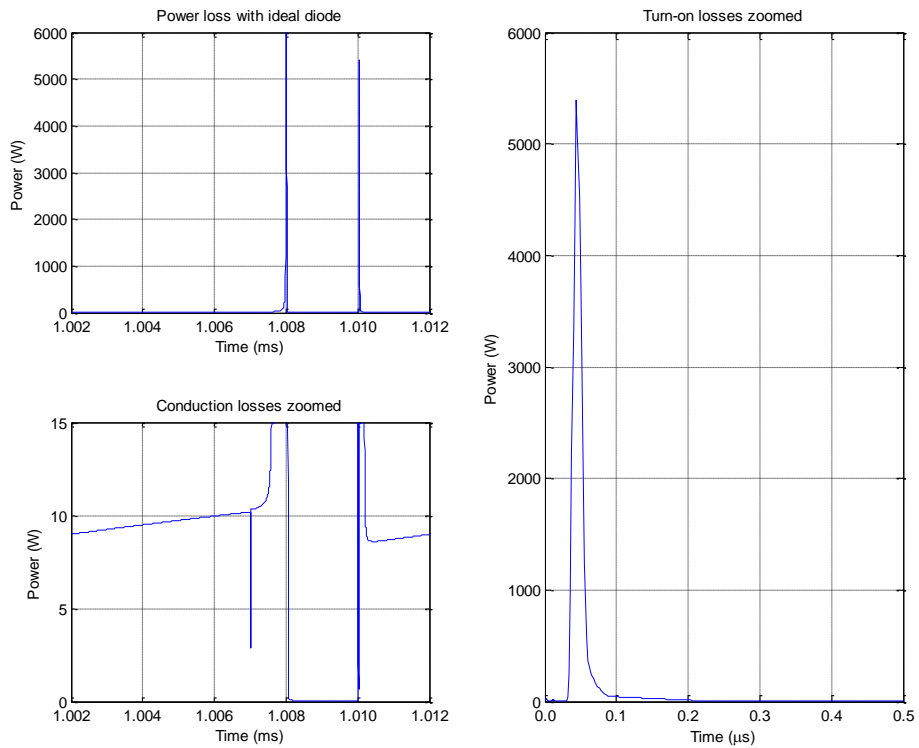 Power loss with ideal diode
6000
5000
4000
3000
2000
1000
0
Power (W)
1.002 1.004 1.006 1.008 1.010 1.012
Time (ms)
Conduction losses zoomed
15
10
5
0
Power (W)
1.002 1.004 1.006 1.008 1.010 1.012
Time (ms)
Turn-on losses zoomed
6000
5000
4000
3000
2000
1000
0
Power (W)
0.0 0.1 0.2 0.3 0.4 0.5
Time (μs)